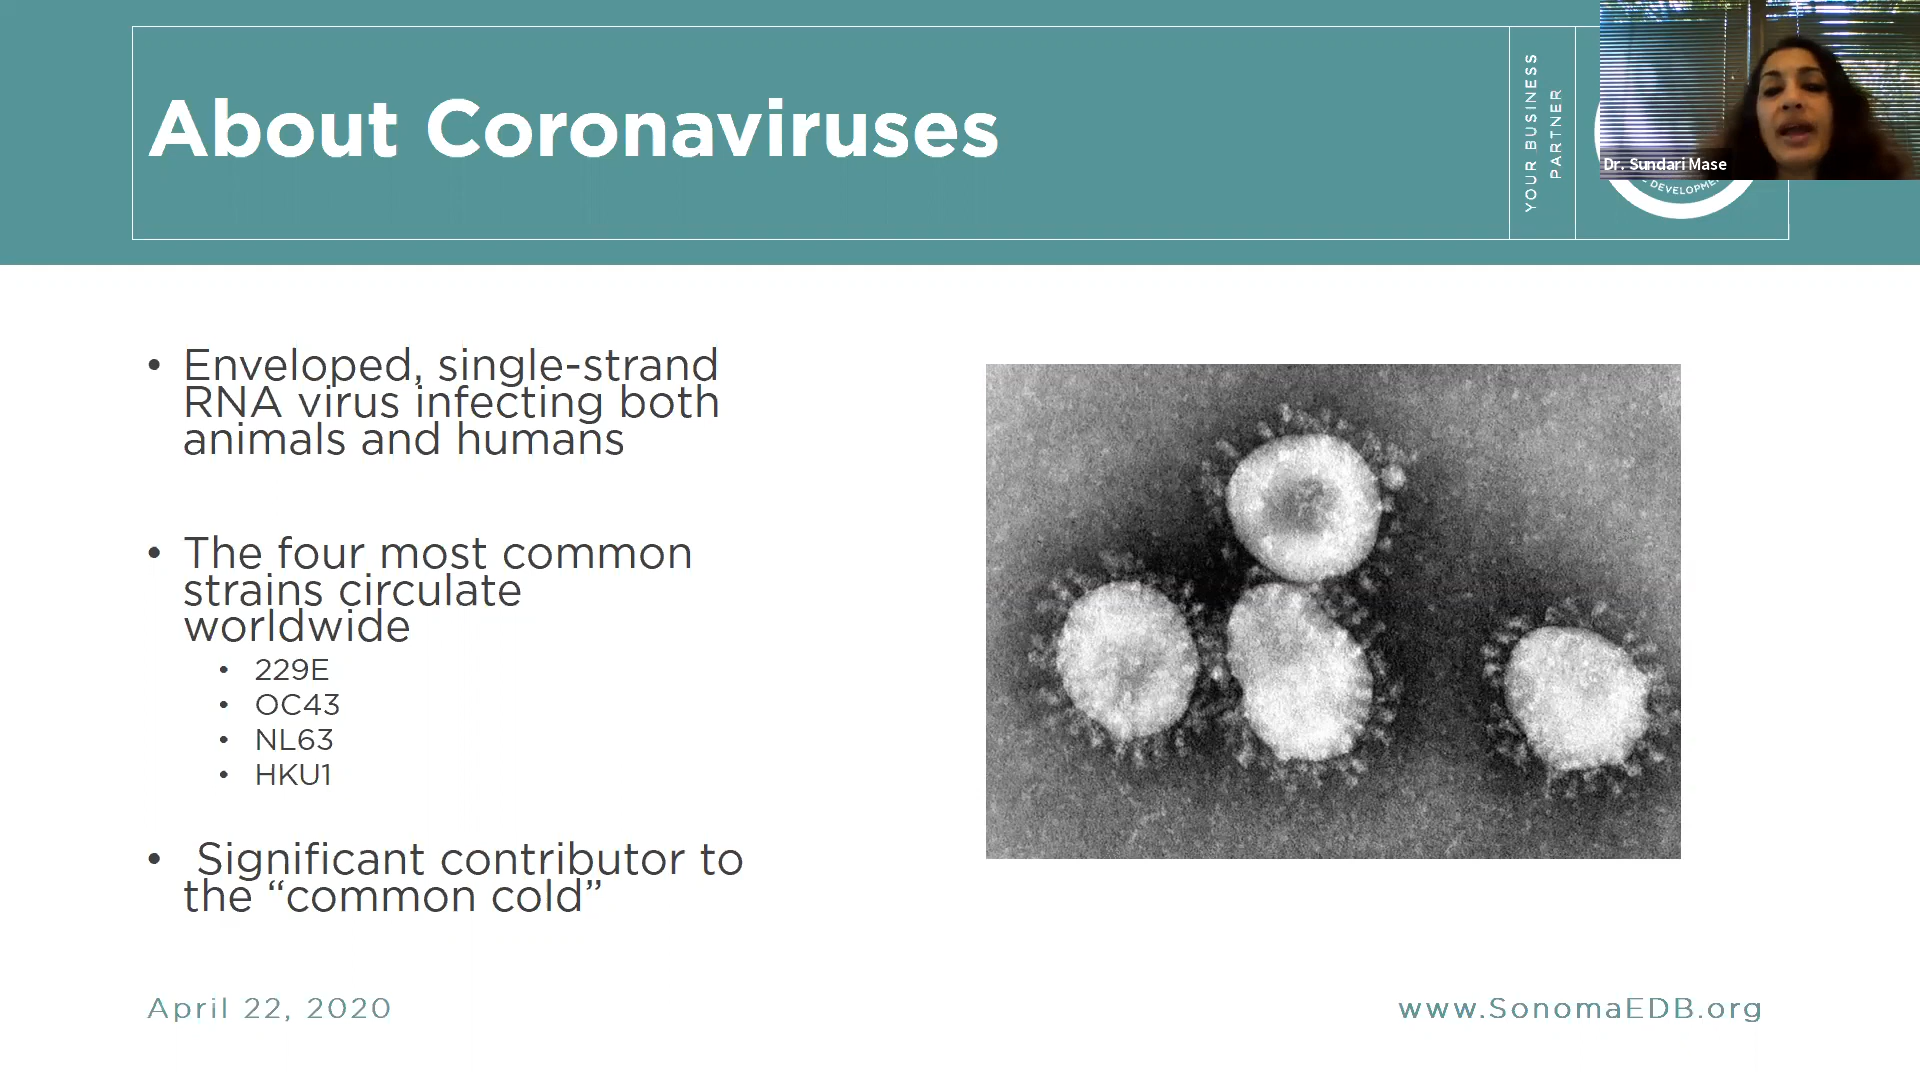 About Coronaviruses
YOUR BUSINESS
PARTNER
Dr. Sundari Mase
• Enveloped, single-strand
RNA virus infecting both
animals and humans
• The four most common
strains circulate
worldwide
• 229E
• OC43
• NL63
• HKU1
• Significant contributor to
the “common cold”
April 22, 2020
www.SonomaEDB.org